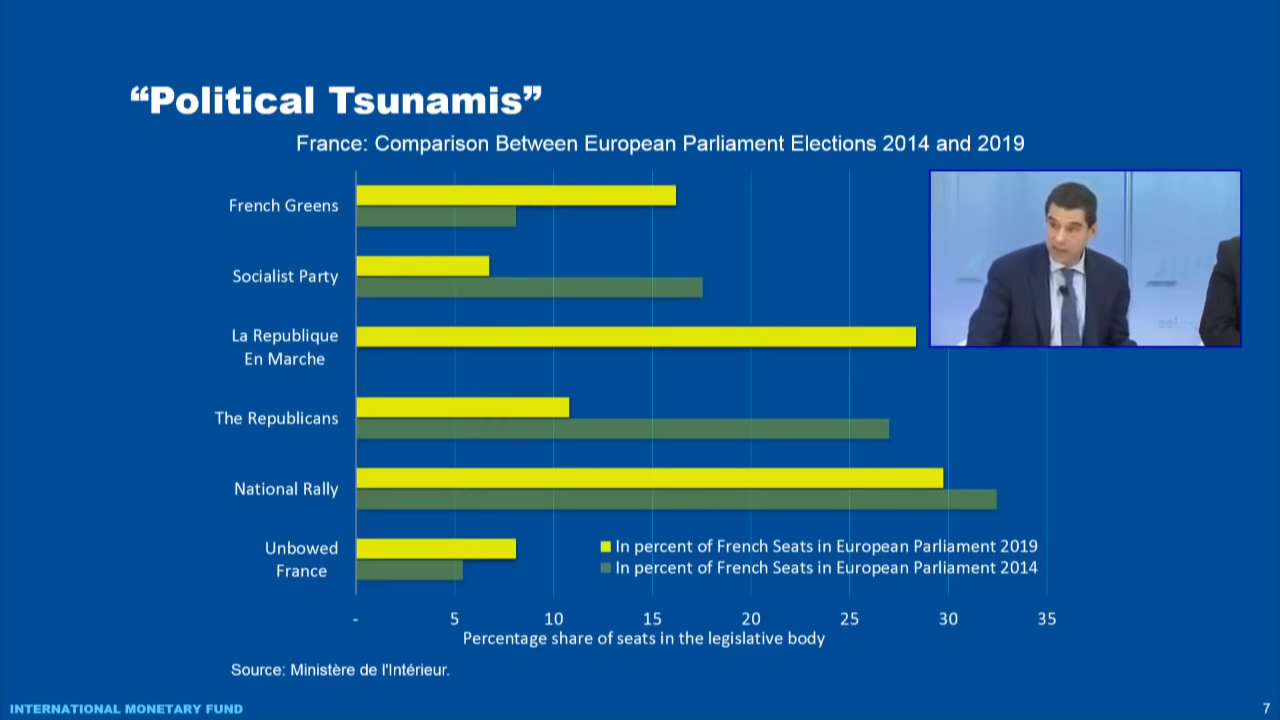 “Political Tsunamis”
France: Comparison Between European Parliament Elections 2014 and 2019
French Greens
Socialist Party
La Republique
En Marche
The Republicans
National Rally
Unbowed
France
In percent of French Seats in European Parliament 2019
In percent of French Seats in European Parliament 2014
- 5 10 15 20 25 30 35
Percentage share of seats in the legislative body
Source: Ministère de l'Intérieur.
INTERNATIONAL MONETARY FUND
7